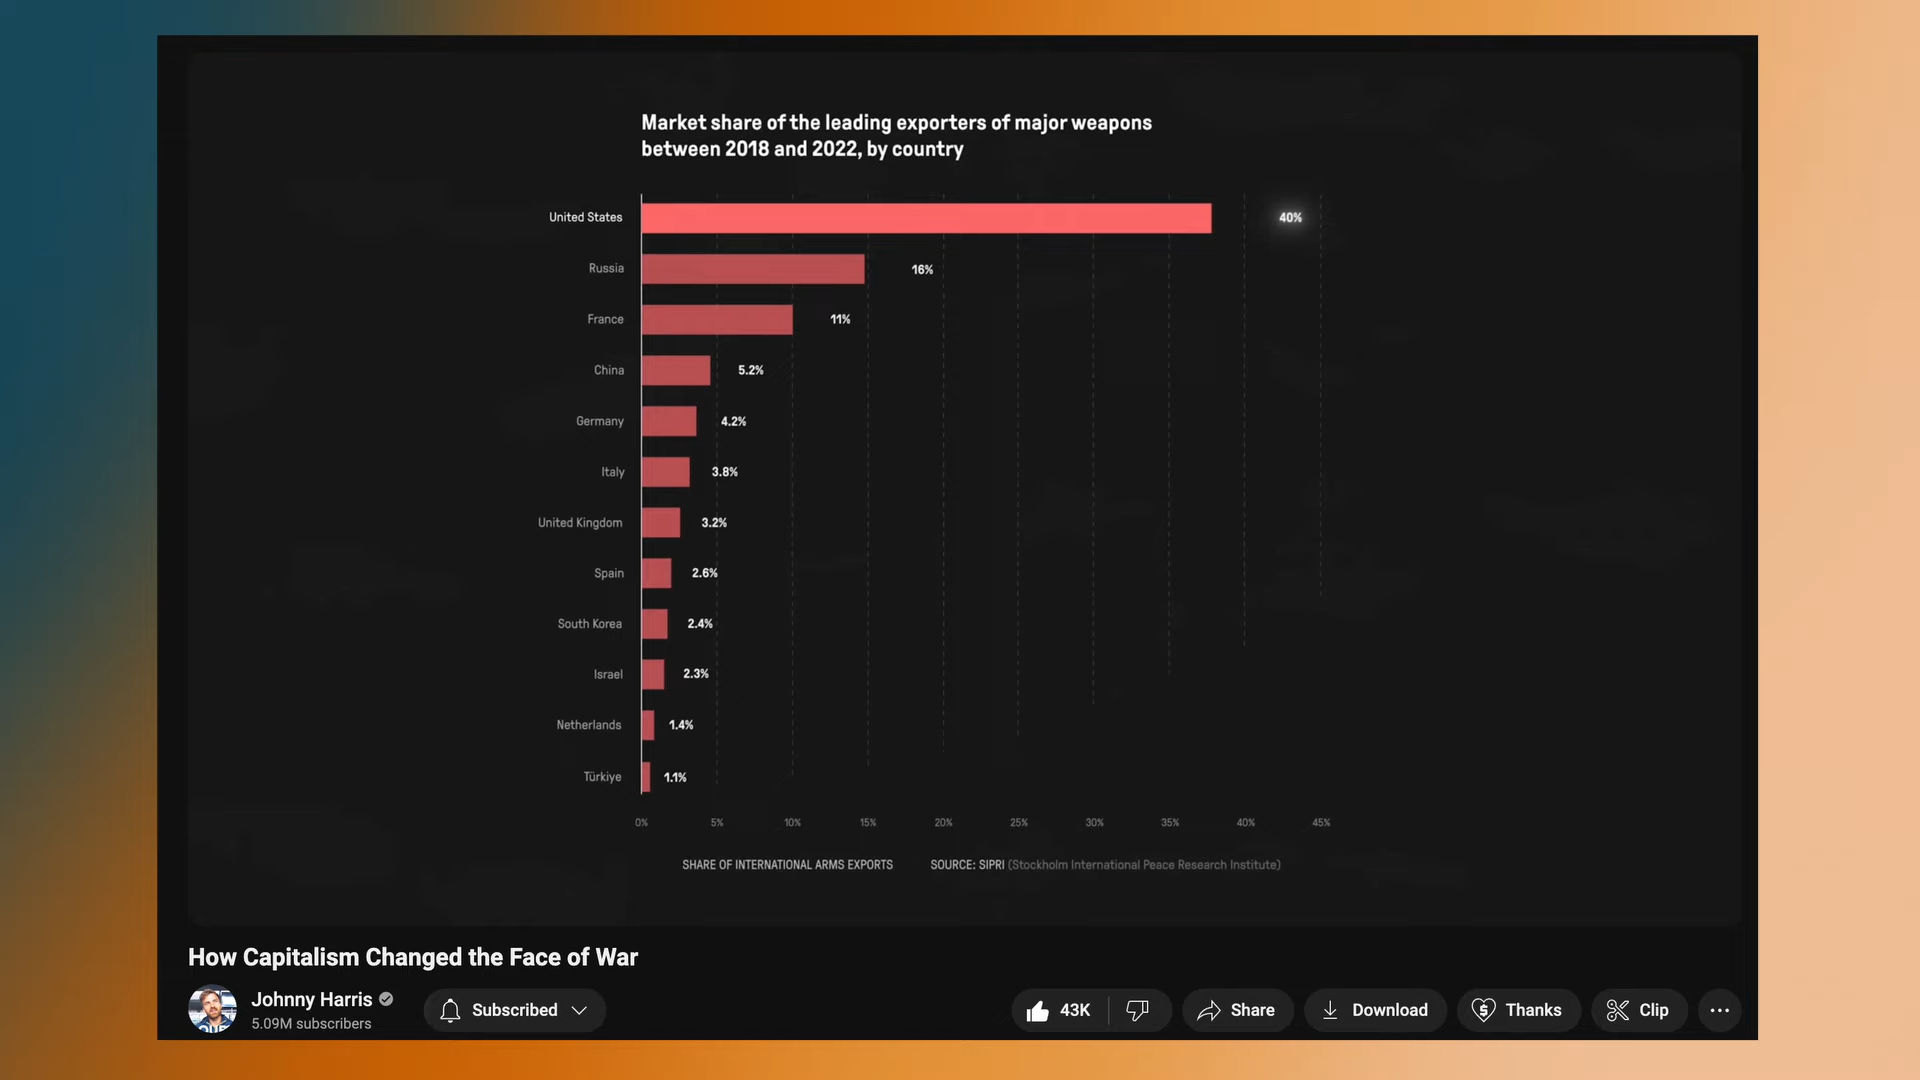 Market share of the leading exporters of major weapons
between 2018 and 2022, by country
United States 40%
Russia 16%
France 11%
China 5.2%
Germany 4.2%
Italy 3.8%
United Kingdom 3.2%
Spain 2.6%
South Korea 2.4%
Israel 2.3%
Netherlands 1.4%
Türkiye 1.1%
0% 5% 10% 15% 20% 25% 30% 35% 40% 45%
SHARE OF INTERNATIONAL ARMS EXPORTS SOURCE: SIPRI (Stockholm International Peace Research Institute)
How Capitalism Changed the Face of War
Johnny Harris
5.09M subscribers
Subscribed
43K
Share
Download
Thanks
Clip